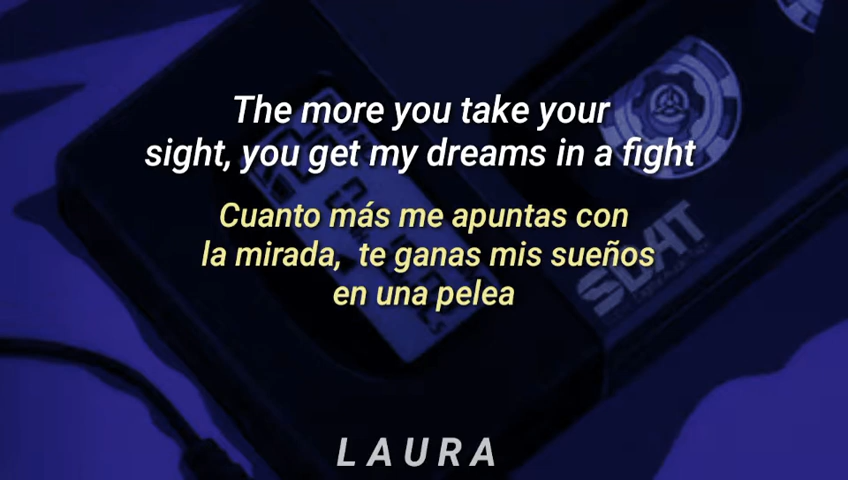 The more you take your
sight, you get my dreams in a fight
Cuanto más me apuntas con
la mirada, te ganas mis sueños
en una pelea
SDAT
LAURA